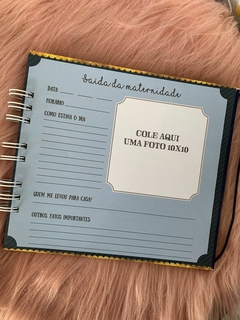 Saída da maternidade
DATA
HORÁRIO
COMO ESTAVA O DIA
COLE AQUI
UMA FOTO 10X10
QUEM ME LEVOU PARA CASA?
OUTROS FATOS IMPORTANTES